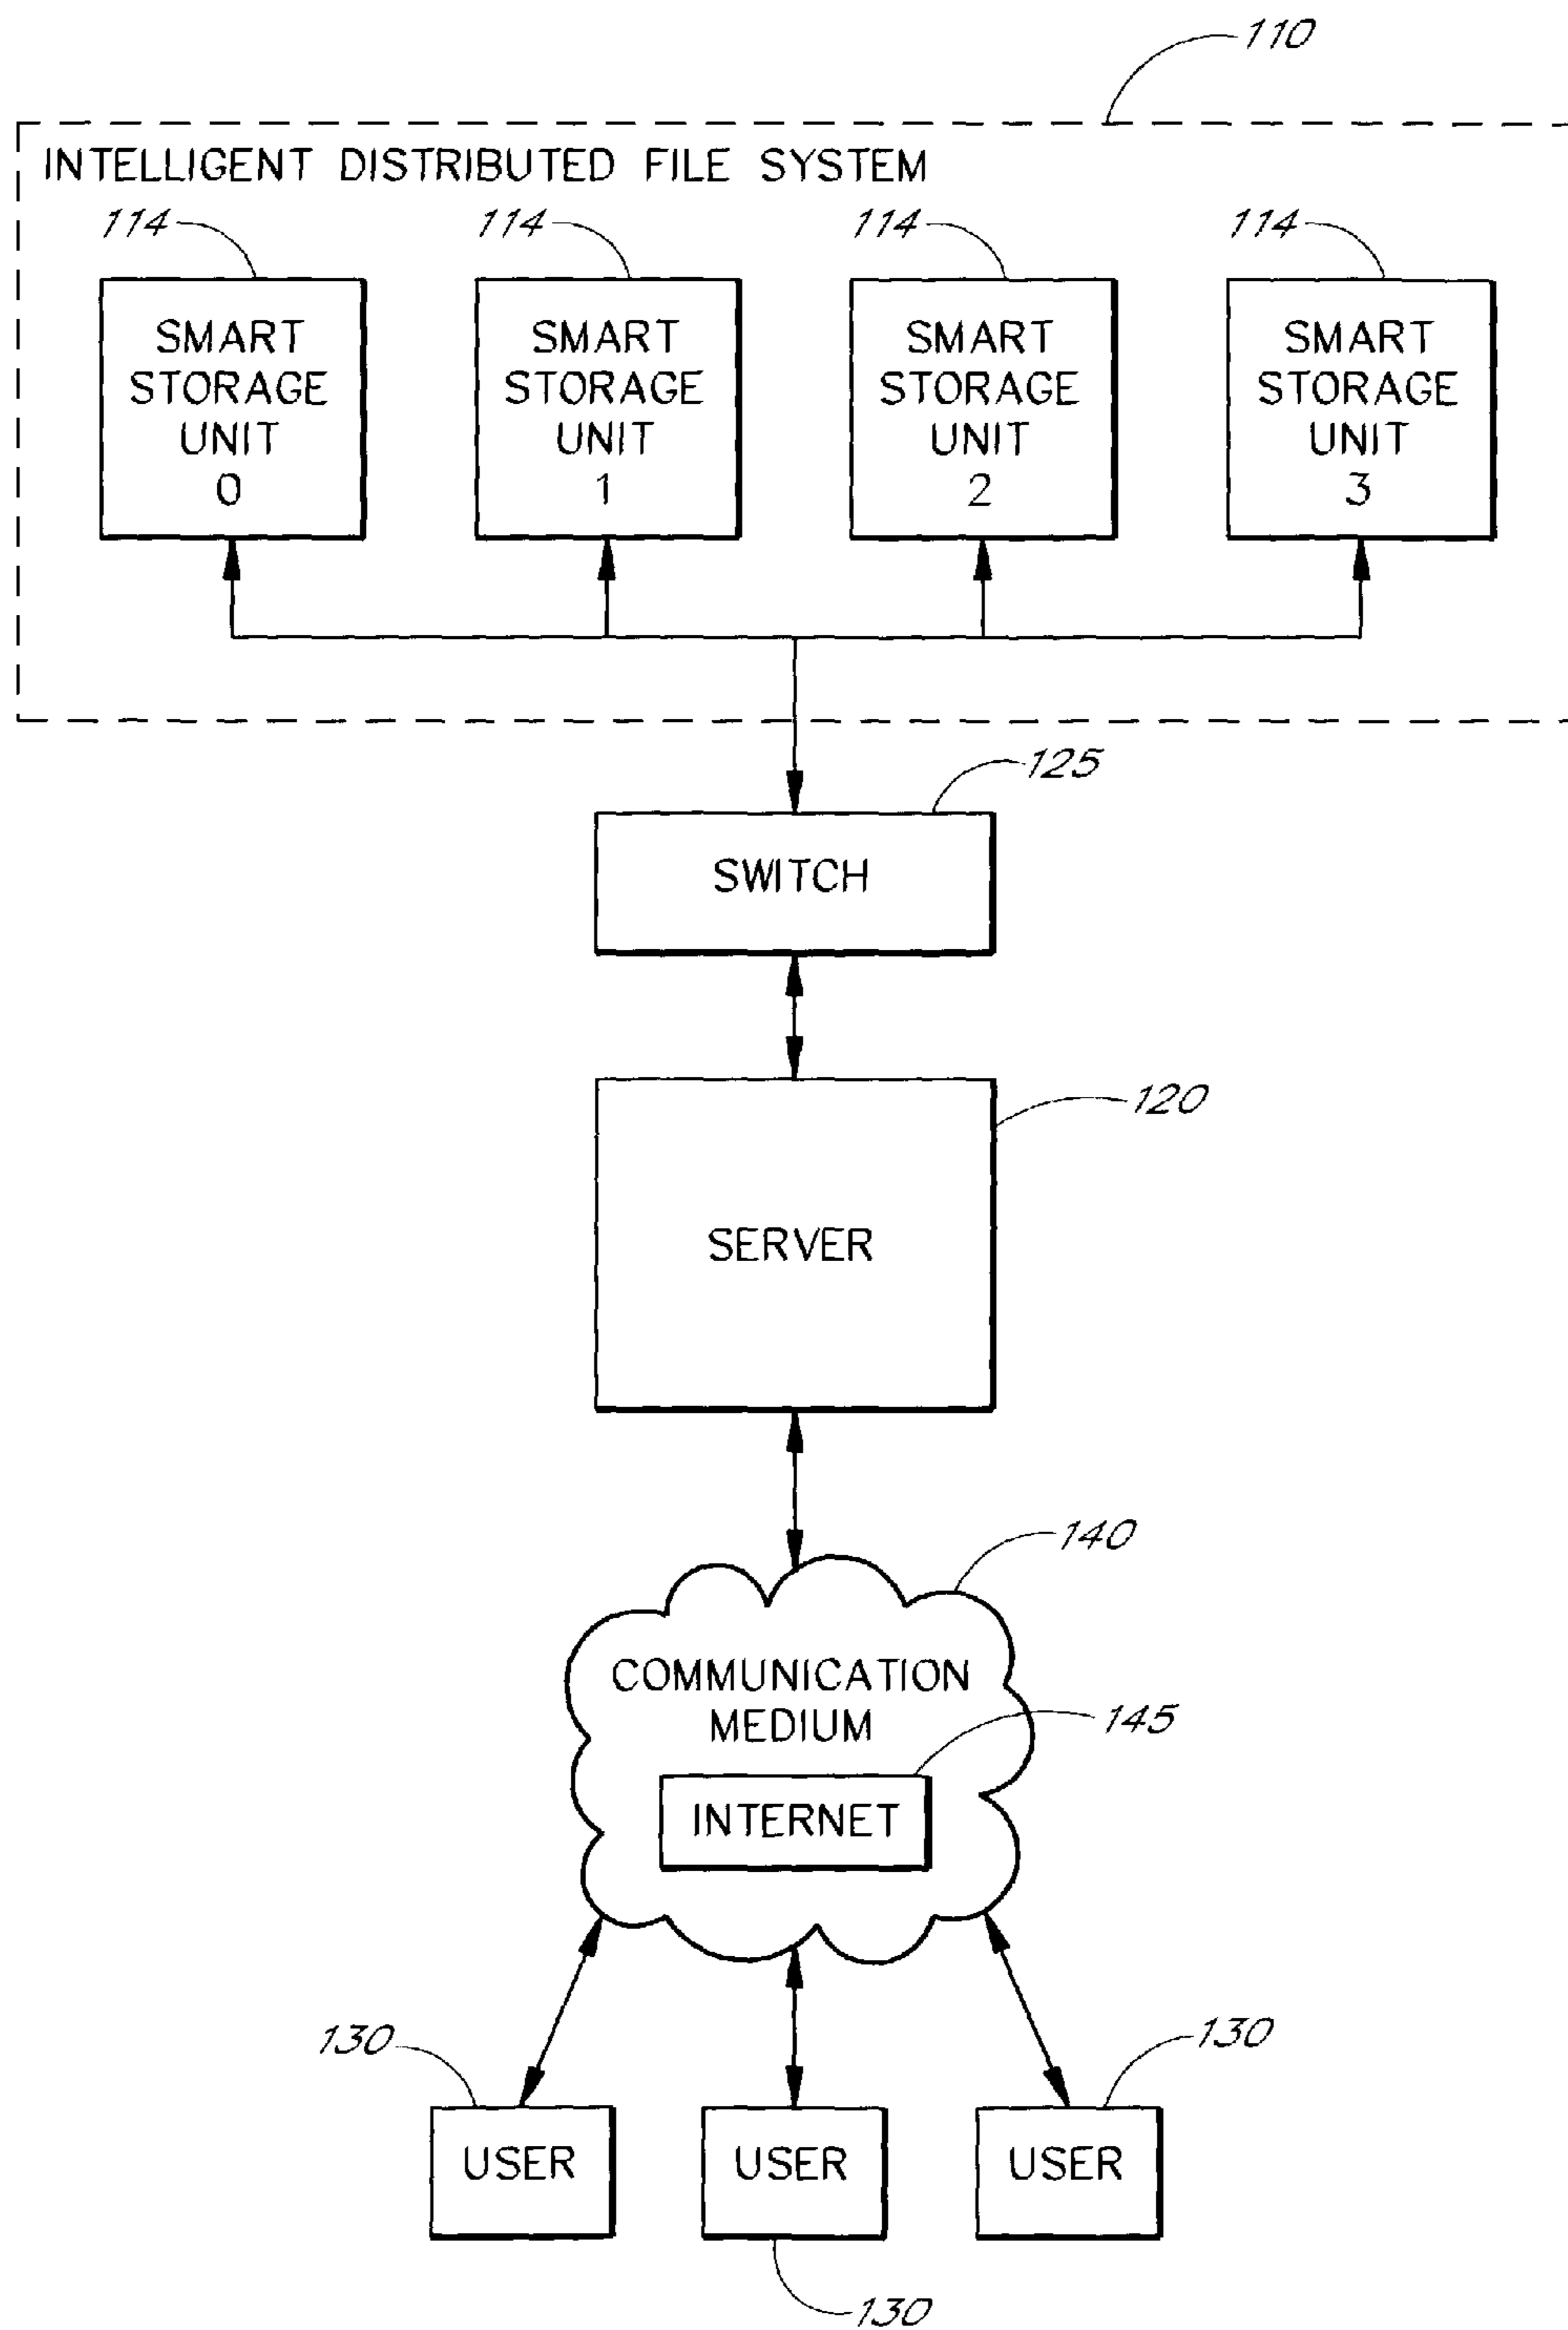 110
INTELLIGENT DISTRIBUTED FILE SYSTEM
114 114 114 114
SMART STORAGE UNIT 0
SMART STORAGE UNIT 1
SMART STORAGE UNIT 2
SMART STORAGE UNIT 3
125
SWITCH
120
SERVER
140
COMMUNICATION
MEDIUM
145
INTERNET
130 130
USER USER USER
130